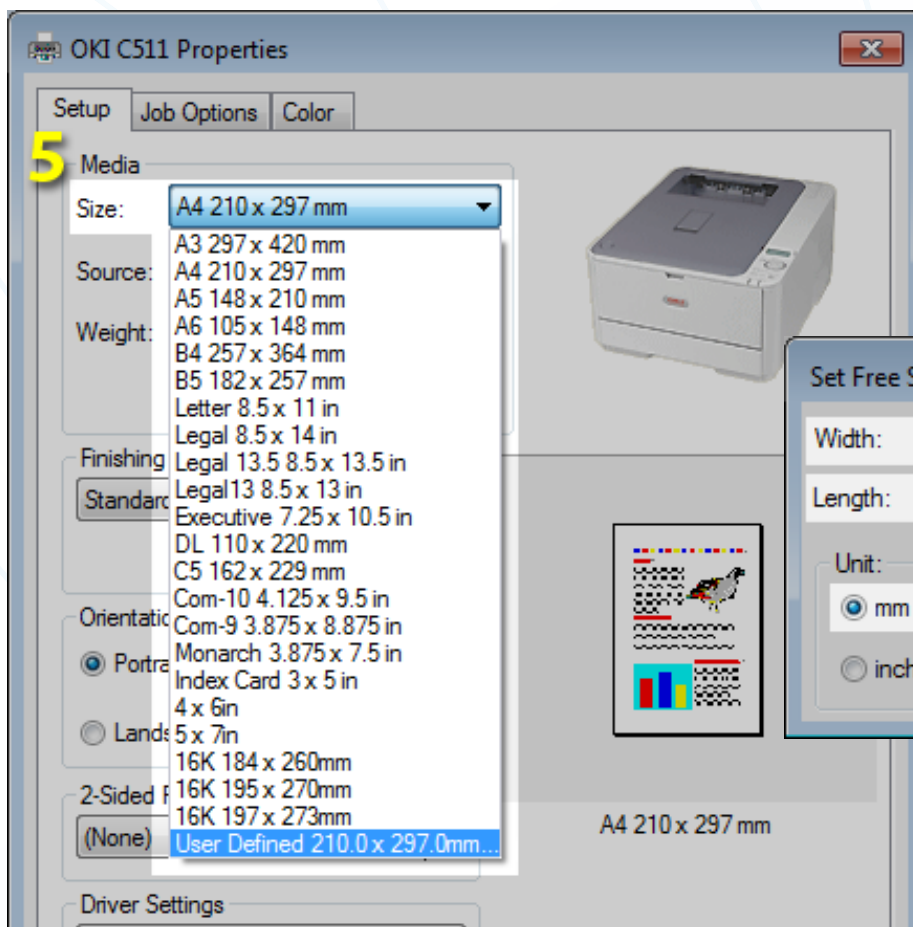 OKI C511 Properties
Setup Job Options Color
5
Media
Size: A4 210 x 297 mm
A3 297 x 420 mm
Source: A4 210 x 297 mm
A5 148 x 210 mm
Weight: A6 105 x 148 mm
B4 257 x 364 mm
B5 182 x 257 mm
Letter 8.5 x 11 in
Legal 8.5 x 14 in
Finishing Legal 13.5 8.5 x 13.5 in
Standard Legal13 8.5 x 13 in
Executive 7.25 x 10.5 in
DL 110 x 220 mm
C5 162 x 229 mm
Com-10 4.125 x 9.5 in
Orientatio Com-9 3.875 x 8.875 in
Portra Monarch 3.875 x 7.5 in
Index Card 3 x 5 in
4 x 6in
Lands 5 x 7in
16K 184 x 260mm
2-Sided 16K 195 x 270mm
16K 197 x 273mm
(None) User Defined 210.0 x 297.0mm...
Driver Settings
A4 210 x 297 mm
Set Free S
Width:
Length:
Unit:
mm
inch